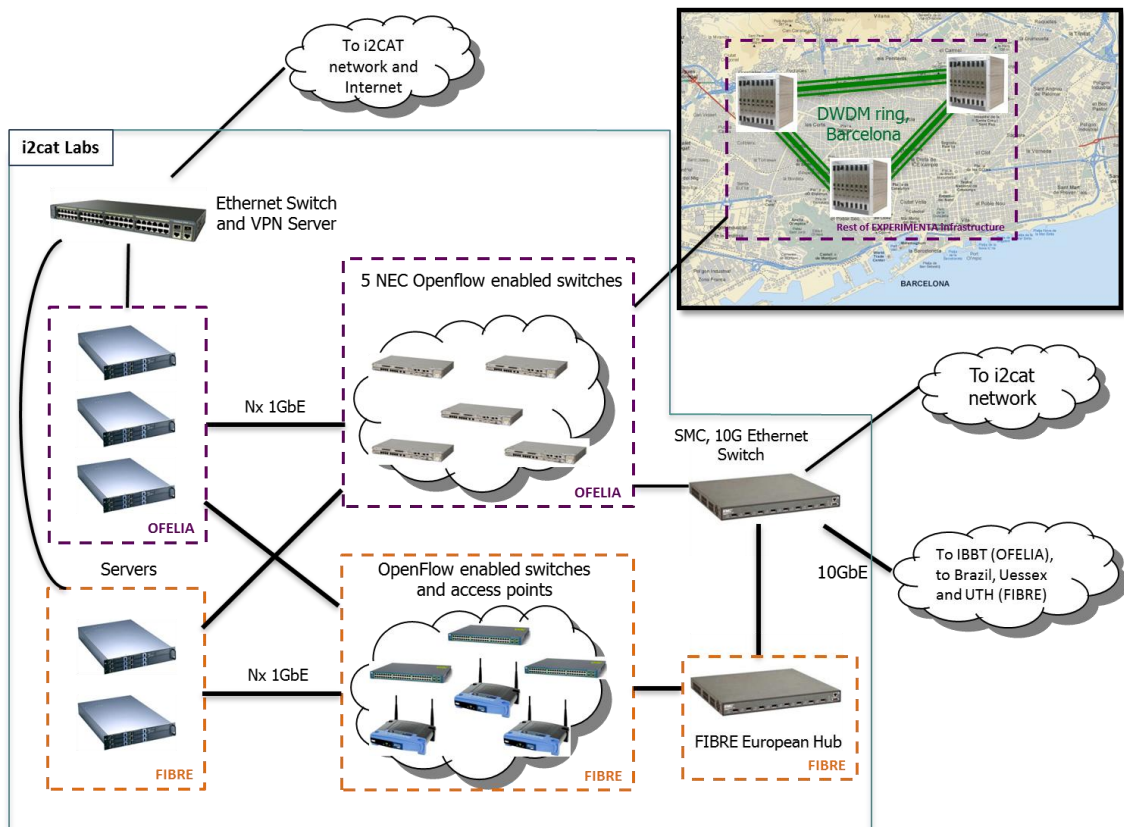 To i2CAT
network and
Internet
i2cat Labs
Ethernet Switch
and VPN Server
DWDM ring,
Barcelona
Rest of EXPERIMENTA Infrastructure
BARCELONA
5 NEC Openflow enabled switches
Nx 1GbE
OFELIA
OFELIA
To i2cat
network
SMC, 10G Ethernet
Switch
Servers
OpenFlow enabled switches
and access points
10GbE
To IBBT (OFELIA),
to Brazil, Uessex
and UTH (FIBRE)
Nx 1GbE
FIBRE
FIBRE
FIBRE European Hub
FIBRE